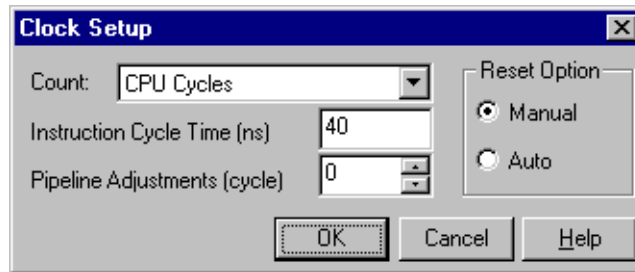 Clock Setup
Count: CPU Cycles
Instruction Cycle Time (ns) 40
Pipeline Adjustments (cycle) 0
Reset Option
Manual
Auto
OK Cancel Help